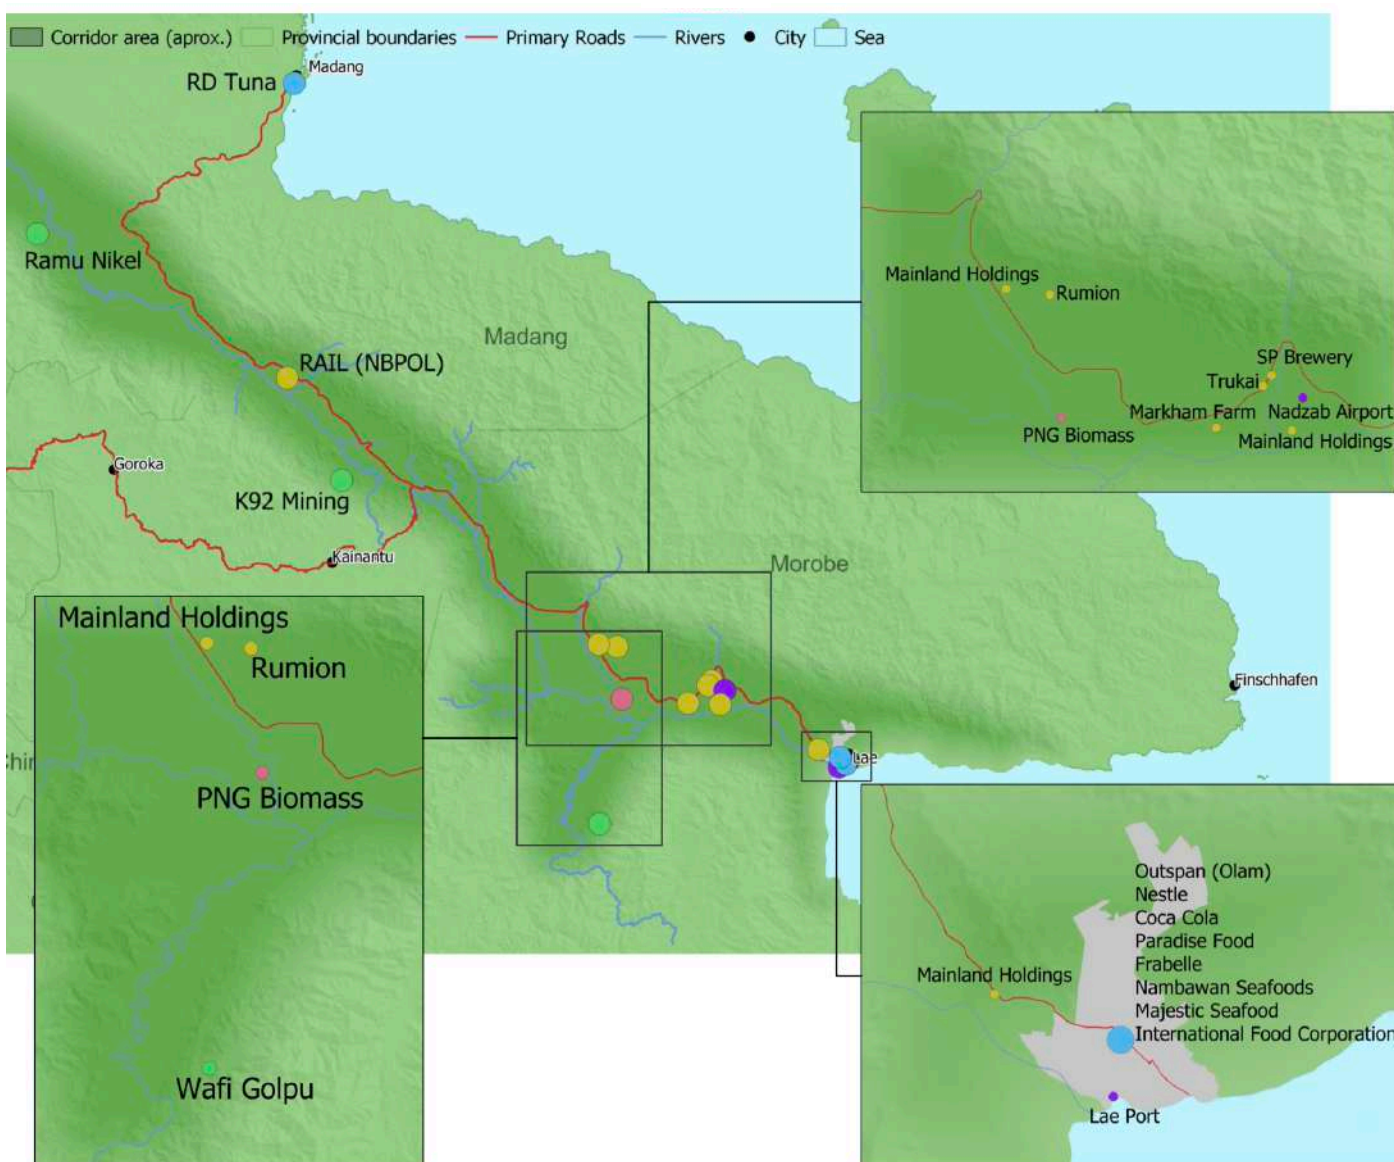 Corridor area (aprox.) Provincial boundaries Primary Roads Rivers City Sea
Madang
RD Tuna
Ramu Nikel
Madang
RAIL (NBPOL)
Goroka
K92 Mining
Kainantu
Morobe
Finschhafen
Lae
Mainland Holdings
Rumion
SP Brewery
Trukai
Markham Farm
Nadzab Airport
PNG Biomass
Mainland Holdings
Mainland Holdings
Rumion
PNG Biomass
Wafi Golpu
Outspan (Olam)
Nestle
Coca Cola
Paradise Food
Frabelle
Nambawan Seafoods
Majestic Seafood
International Food Corporation
Mainland Holdings
Lae Port